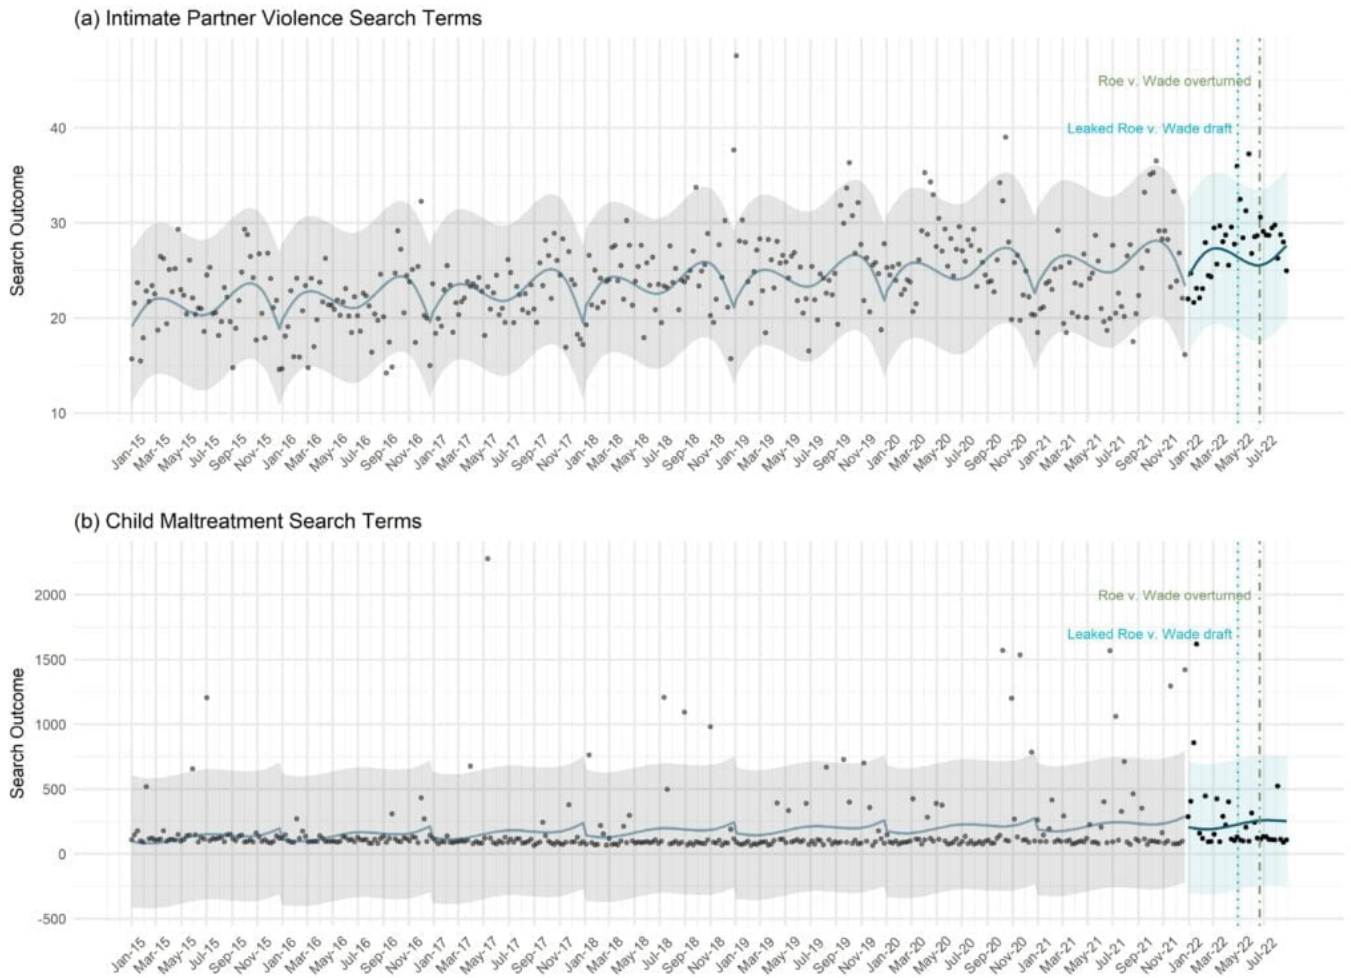 (a) Intimate Partner Violence Search Terms
Search Outcome
40
30
20
10
Roe v. Wade overturned
Leaked Roe v. Wade draft
Jan-15 Mar-15 May-15 Jul-15 Sep-15 Nov-15 Jan-16 Mar-16 May-16 Jul-16 Sep-16 Nov-16 Jan-17 Mar-17 May-17 Jul-17 Sep-17 Nov-17 Jan-18 Mar-18 May-18 Jul-18 Sep-18 Nov-18 Jan-19 Mar-19 May-19 Jul-19 Sep-19 Nov-19 Jan-20 Mar-20 May-20 Jul-20 Sep-20 Nov-20 Jan-21 Mar-21 May-21 Jul-21 Sep-21 Nov-21 Jan-22 Mar-22 May-22 Jul-22
(b) Child Maltreatment Search Terms
Search Outcome
2000
1500
1000
500
0
-500
Roe v. Wade overturned
Leaked Roe v. Wade draft
Jan-15 Mar-15 May-15 Jul-15 Sep-15 Nov-15 Jan-16 Mar-16 May-16 Jul-16 Sep-16 Nov-16 Jan-17 Mar-17 May-17 Jul-17 Sep-17 Nov-17 Jan-18 Mar-18 May-18 Jul-18 Sep-18 Nov-18 Jan-19 Mar-19 May-19 Jul-19 Sep-19 Nov-19 Jan-20 Mar-20 May-20 Jul-20 Sep-20 Nov-20 Jan-21 Mar-21 May-21 Jul-21 Sep-21 Nov-21 Jan-22 Mar-22 May-22 Jul-22